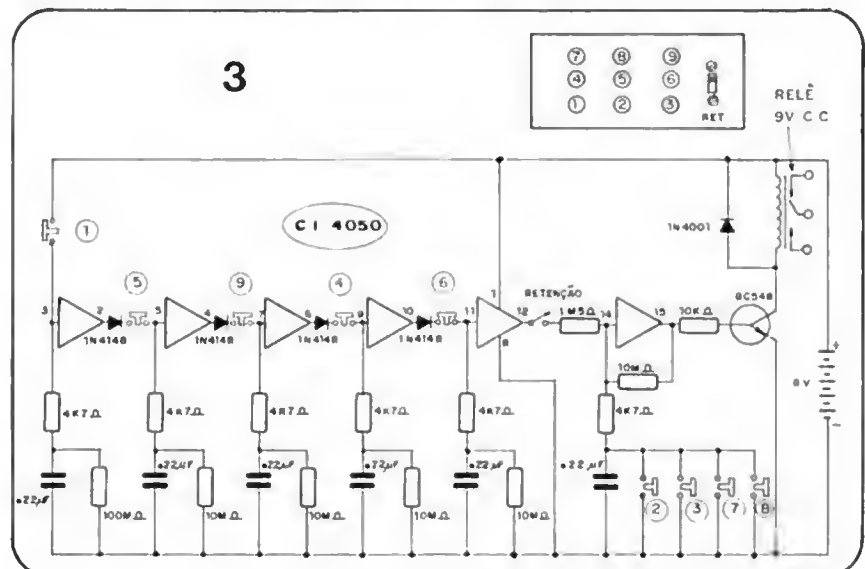 3
7 8 9
4 5 6
1 2 3
RET
RELÊ
9V C C
1
CI 4050
1N4001
5
9
4
6
3
2
1N4148
5
4
1N4148
7
6
1N4148
9
10
1N4148
11
1
8
12
RETENÇÃO
1M5Ω
14
15
10KΩ
BC548
10MΩ
4K7Ω
4K7Ω
4K7Ω
4K7Ω
4K7Ω
4K7Ω
+
-
.22µF
100MΩ
.22µF
10MΩ
.22µF
10MΩ
.22µF
10MΩ
.22µF
10MΩ
.22µF
2
3
7
8